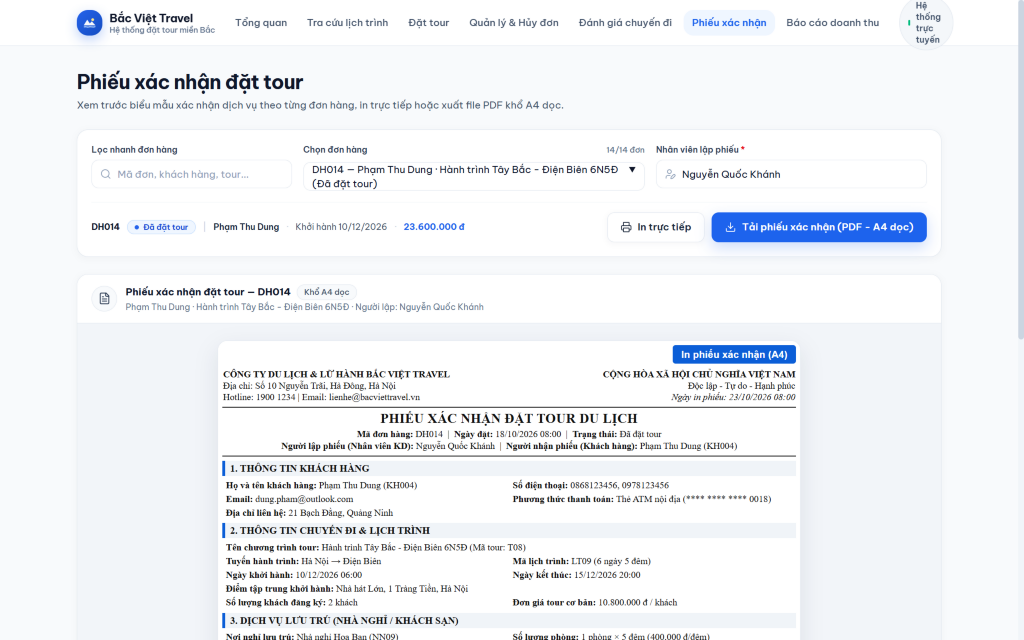 Bắc Việt Travel
Hệ thống đặt tour miền Bắc
Tổng quan
Tra cứu lịch trình
Đặt tour
Quản lý & Hủy đơn
Đánh giá chuyến đi
Phiếu xác nhận
Báo cáo doanh thu
Hệ
thống
trực
tuyến
Phiếu xác nhận đặt tour
Xem trước biểu mẫu xác nhận dịch vụ theo từng đơn hàng, in trực tiếp hoặc xuất file PDF khổ A4 dọc.
Lọc nhanh đơn hàng
Chọn đơn hàng
14/14 đơn
Nhân viên lập phiếu *
Mã đơn, khách hàng, tour...
DH014 — Phạm Thu Dung · Hành trình Tây Bắc - Điện Biên 6N5Đ
(Đã đặt tour)
Nguyễn Quốc Khánh
DH014
Đã đặt tour
Phạm Thu Dung · Khởi hành 10/12/2026 · 23.600.000 đ
In trực tiếp
Tải phiếu xác nhận (PDF - A4 dọc)
Phiếu xác nhận đặt tour — DH014
Khổ A4 dọc
Phạm Thu Dung · Hành trình Tây Bắc - Điện Biên 6N5Đ · Người lập: Nguyễn Quốc Khánh
In phiếu xác nhận (A4)
CÔNG TY DU LỊCH & LỮ HÀNH BẮC VIỆT TRAVEL
CỘNG HÒA XÃ HỘI CHỦ NGHĨA VIỆT NAM
Địa chỉ: Số 10 Nguyễn Trãi, Hà Đông, Hà Nội
Độc lập - Tự do - Hạnh phúc
Hotline: 1900 1234 | Email: lienhe@bacviettravel.vn
Ngày in phiếu: 23/10/2026 08:00
PHIẾU XÁC NHẬN ĐẶT TOUR DU LỊCH
Mã đơn hàng: DH014 | Ngày đặt: 18/10/2026 08:00 | Trạng thái: Đã đặt tour
Người lập phiếu (Nhân viên KD): Nguyễn Quốc Khánh | Người nhận phiếu (Khách hàng): Phạm Thu Dung (KH004)
1. THÔNG TIN KHÁCH HÀNG
Họ và tên khách hàng: Phạm Thu Dung (KH004)
Số điện thoại: 0868123456, 0978123456
Email: dung.pham@outlook.com
Phương thức thanh toán: Thẻ ATM nội địa (**** **** **** 0018)
Địa chỉ liên hệ: 21 Bạch Đằng, Quảng Ninh
2. THÔNG TIN CHUYẾN ĐI & LỊCH TRÌNH
Tên chương trình tour: Hành trình Tây Bắc - Điện Biên 6N5Đ (Mã tour: T08)
Tuyến hành trình: Hà Nội → Điện Biên
Mã lịch trình: LT09 (6 ngày 5 đêm)
Ngày khởi hành: 10/12/2026 06:00
Ngày kết thúc: 15/12/2026 20:00
Điểm tập trung khởi hành: Nhà hát Lớn, 1 Tràng Tiền, Hà Nội
Số lượng khách đăng ký: 2 khách
Đơn giá tour cơ bản: 10.800.000 đ / khách
3. DỊCH VỤ LƯU TRÚ (NHÀ NGHỈ / KHÁCH SẠN)
Nơi nghỉ lưu trú: Nhà nghỉ Hoa Ban (NN09)
Số lượng phòng: 1 phòng × 5 đêm (400.000 đ/đêm)